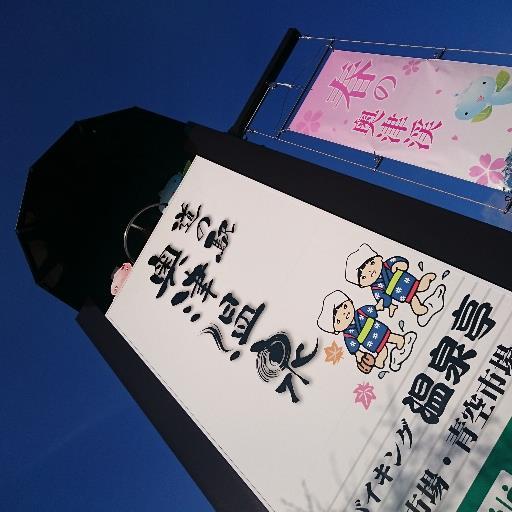 春の
奥津渓
道の駅
奥津温泉
バイキング
温泉亭
市場・青空市場